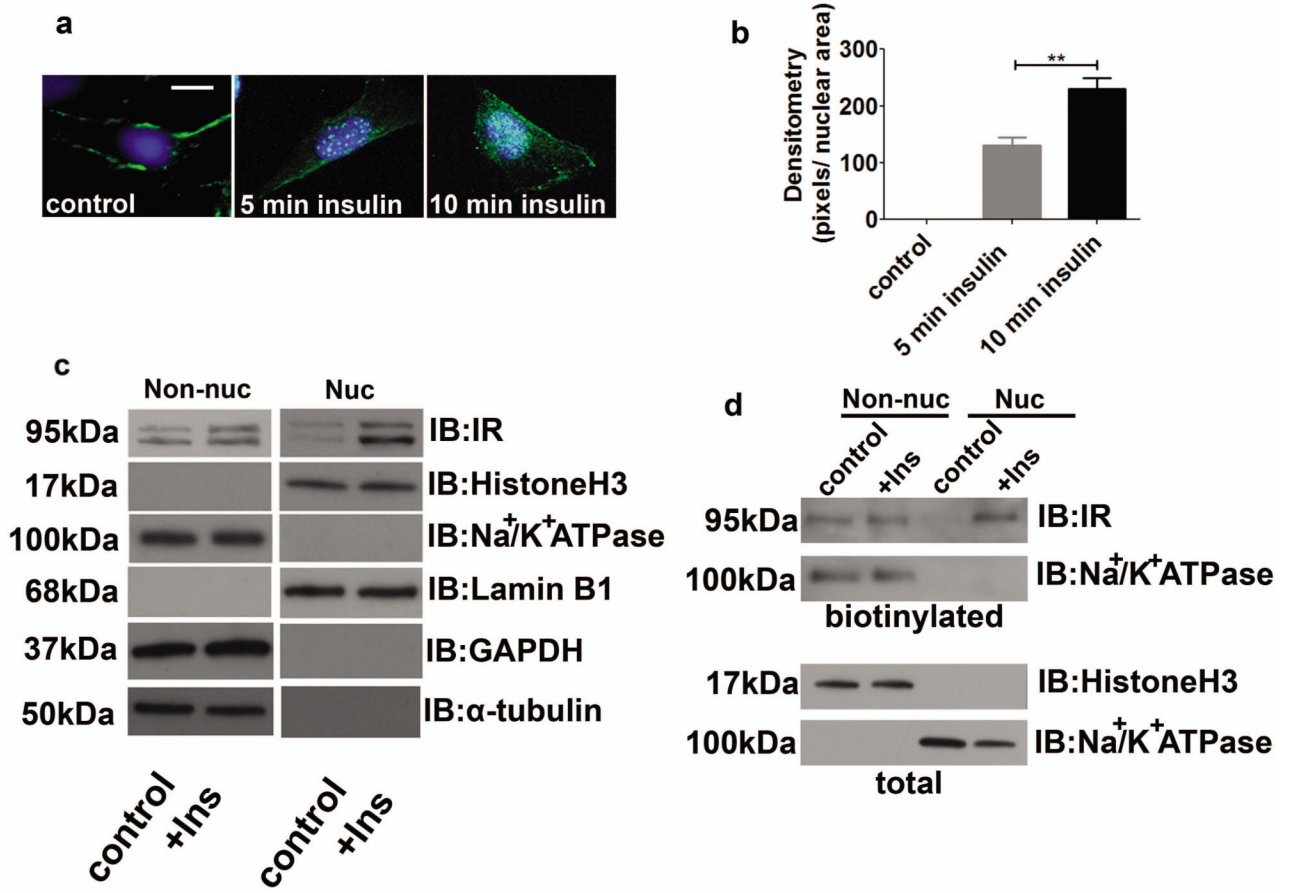 a
control
5 min insulin
10 min insulin
b
Densitometry
(pixels/ nuclear area)
300
200
100
0
**
control
5 min insulin
10 min insulin
c
Non-nuc
Nuc
95kDa
IB:IR
17kDa
IB:HistoneH3
100kDa
IB:Na+/K+ATPase
68kDa
IB:Lamin B1
37kDa
IB:GAPDH
50kDa
IB:α-tubulin
control
+Ins
control
+Ins
d
Non-nuc
Nuc
control
+Ins
control
+Ins
95kDa
IB:IR
100kDa
IB:Na+/K+ATPase
biotinylated
17kDa
IB:HistoneH3
100kDa
IB:Na+/K+ATPase
total